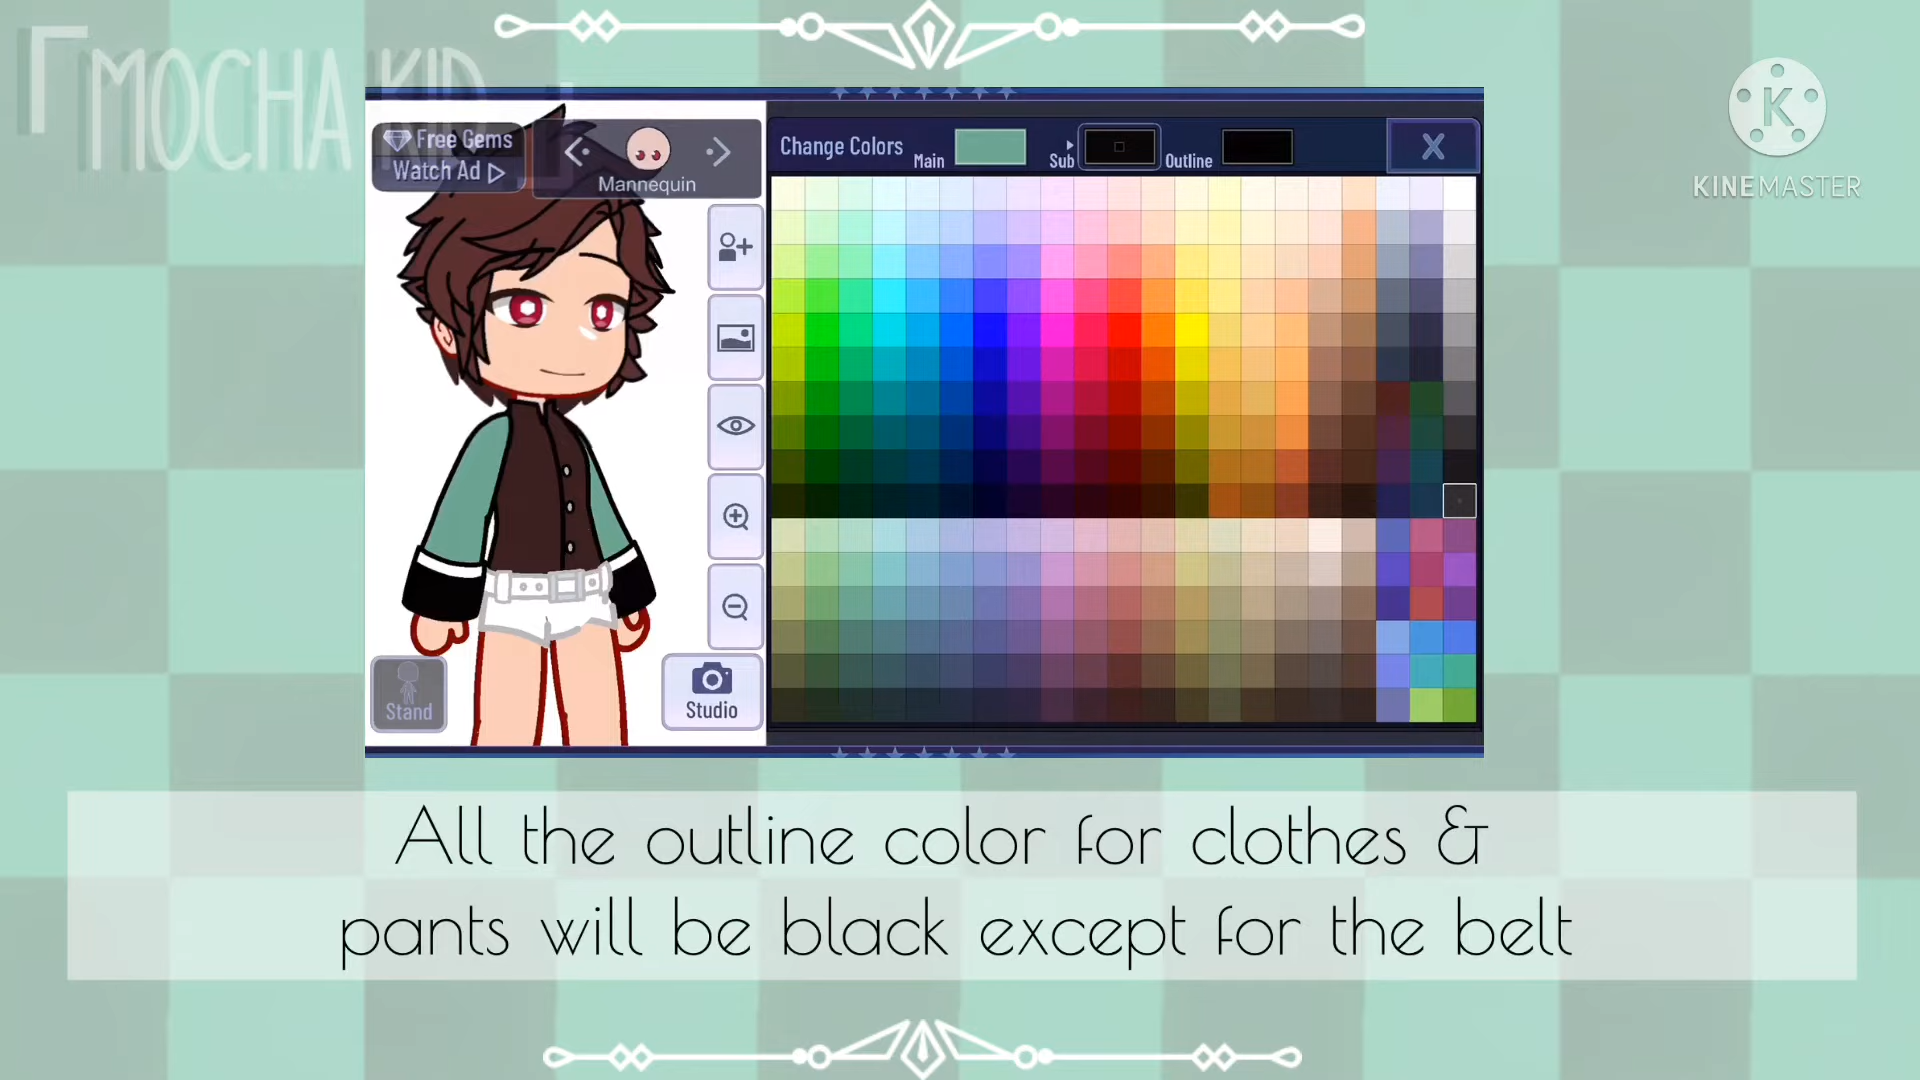 「MOCHA KID」
Free Gems
Watch Ad
Mannequin
Change Colors
Main
Sub
Outline
X
K
KINEMASTER
Stand
Studio
All the outline color for clothes &
pants will be black except for the belt